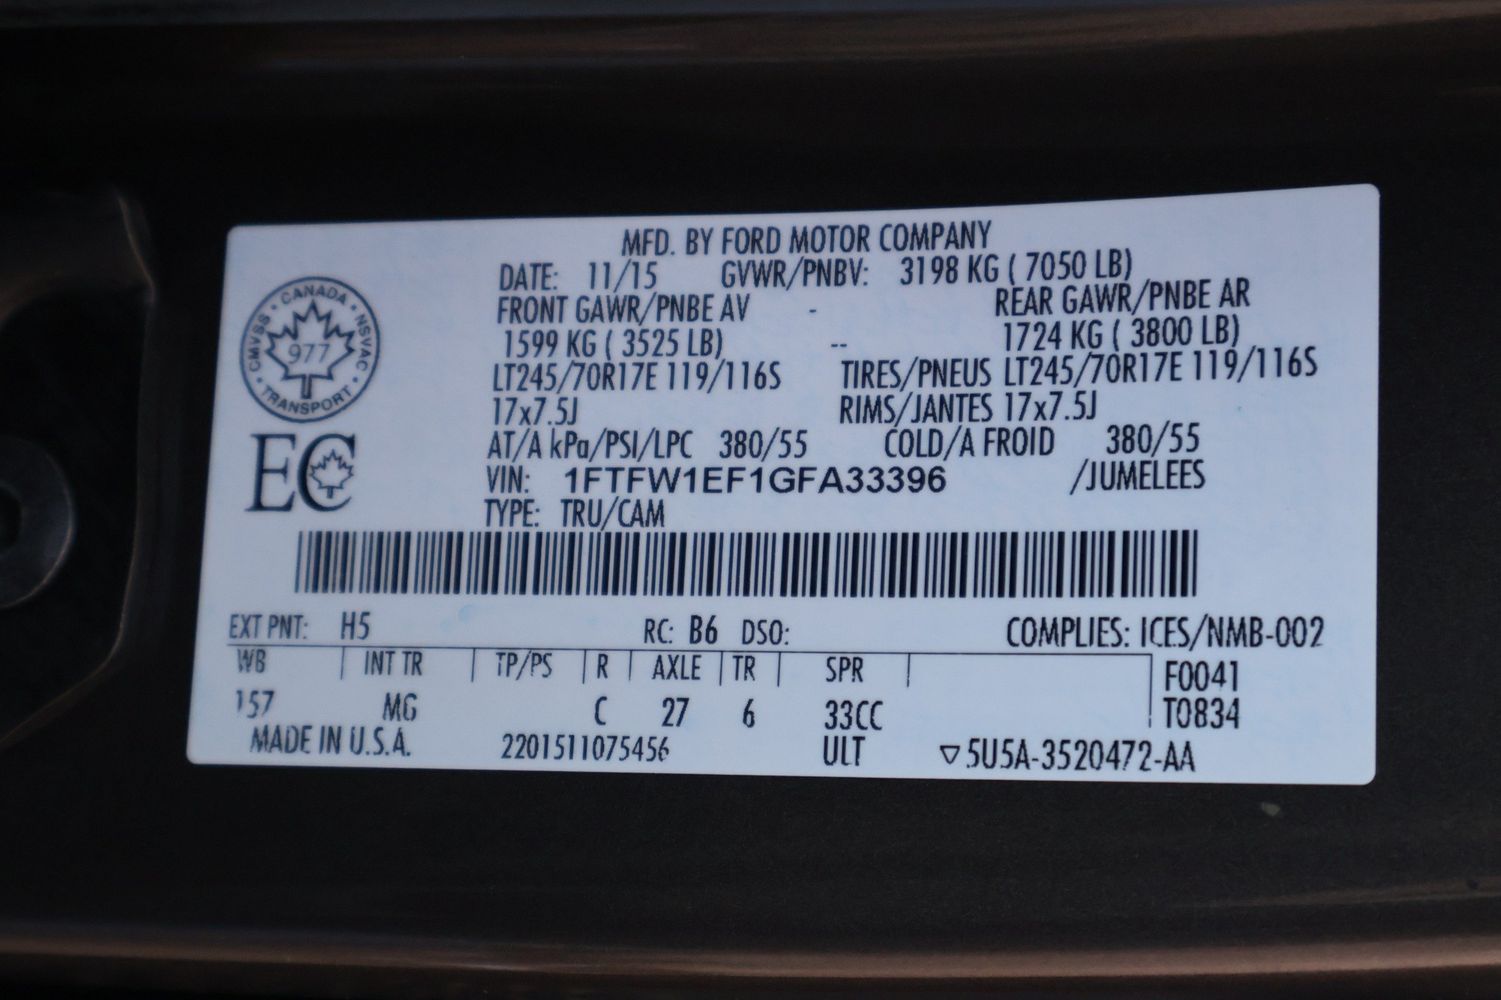 MFD. BY FORD MOTOR COMPANY
DATE: 11/15 GVWR/PNBV: 3198 KG ( 7050 LB)
FRONT GAWR/PNBE AV - REAR GAWR/PNBE AR
1599 KG ( 3525 LB) -- 1724 KG ( 3800 LB)
LT245/70R17E 119/116S TIRES/PNEUS LT245/70R17E 119/116S
17x7.5J RIMS/JANTES 17x7.5J
AT/A kPa/PSI/LPC 380/55 COLD/A FROID 380/55
VIN: 1FTFW1EF1GFA33396 /JUMELEES
TYPE: TRU/CAM
CANADA
CMVSS • NSVAC
977
TRANSPORT
EC
EXT PNT: H5 RC: B6 DSO: COMPLIES: ICES/NMB-002
WB INT TR TP/PS R AXLE TR SPR F0041
157 MG C 27 6 33CC T0834
MADE IN U.S.A. 2201511075456 ULT ▽5U5A-3520472-AA